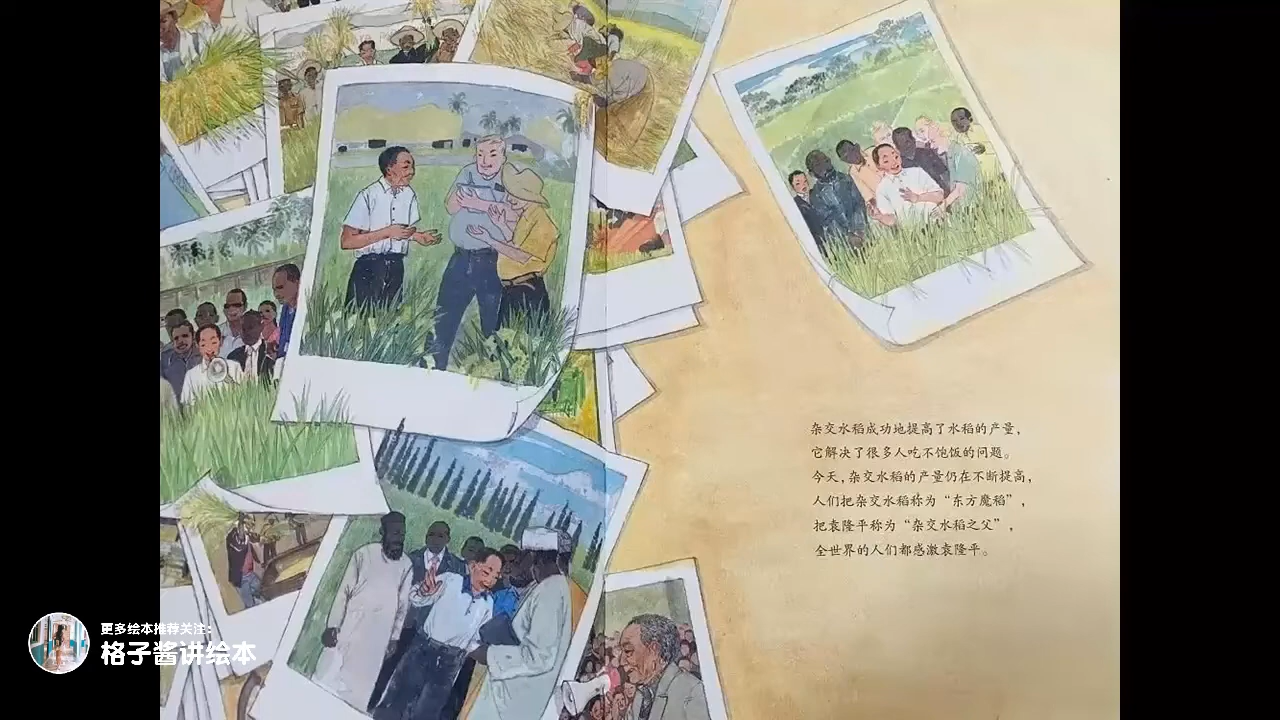 杂交水稻成功地提高了水稻的产量，
它解决了很多人吃不饱饭的问题。
今天，杂交水稻的产量仍在不断提高，
人们把杂交水稻称为“东方魔稻”，
把袁隆平称为“杂交水稻之父”，
全世界的人们都感激袁隆平。
更多绘本推荐关注：
格子酱讲绘本